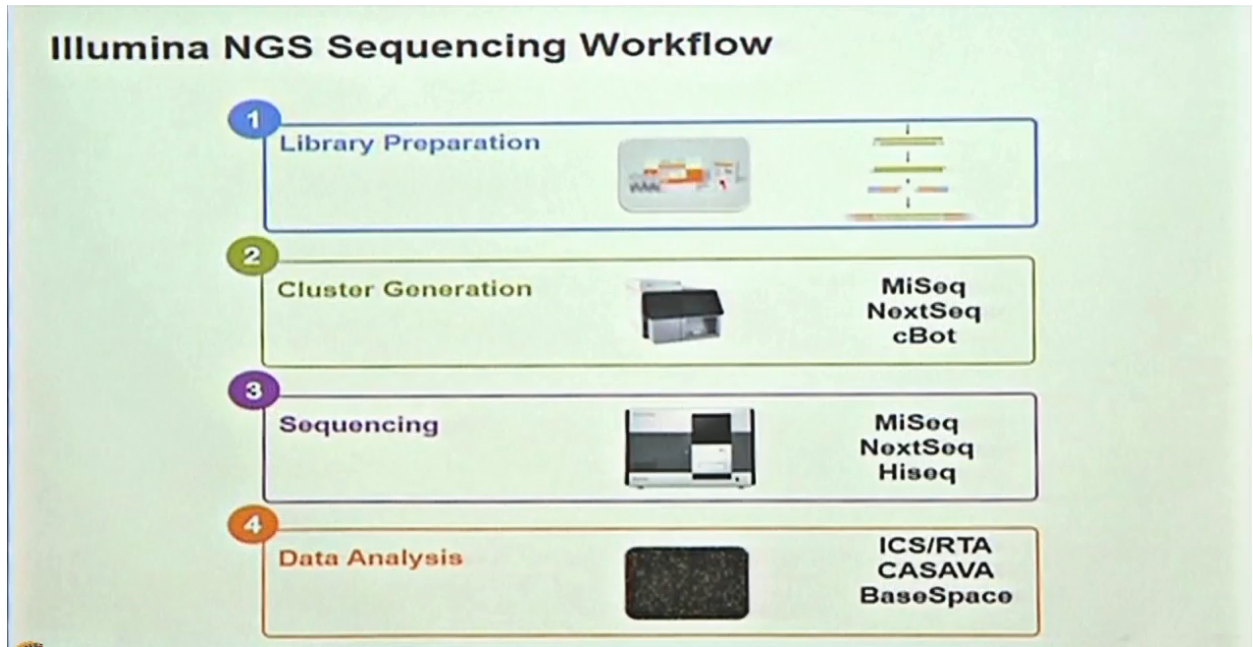 Illumina NGS Sequencing Workflow
1
Library Preparation
2
Cluster Generation
MiSeq
NextSeq
cBot
3
Sequencing
MiSeq
NextSeq
Hiseq
4
Data Analysis
ICS/RTA
CASAVA
BaseSpace